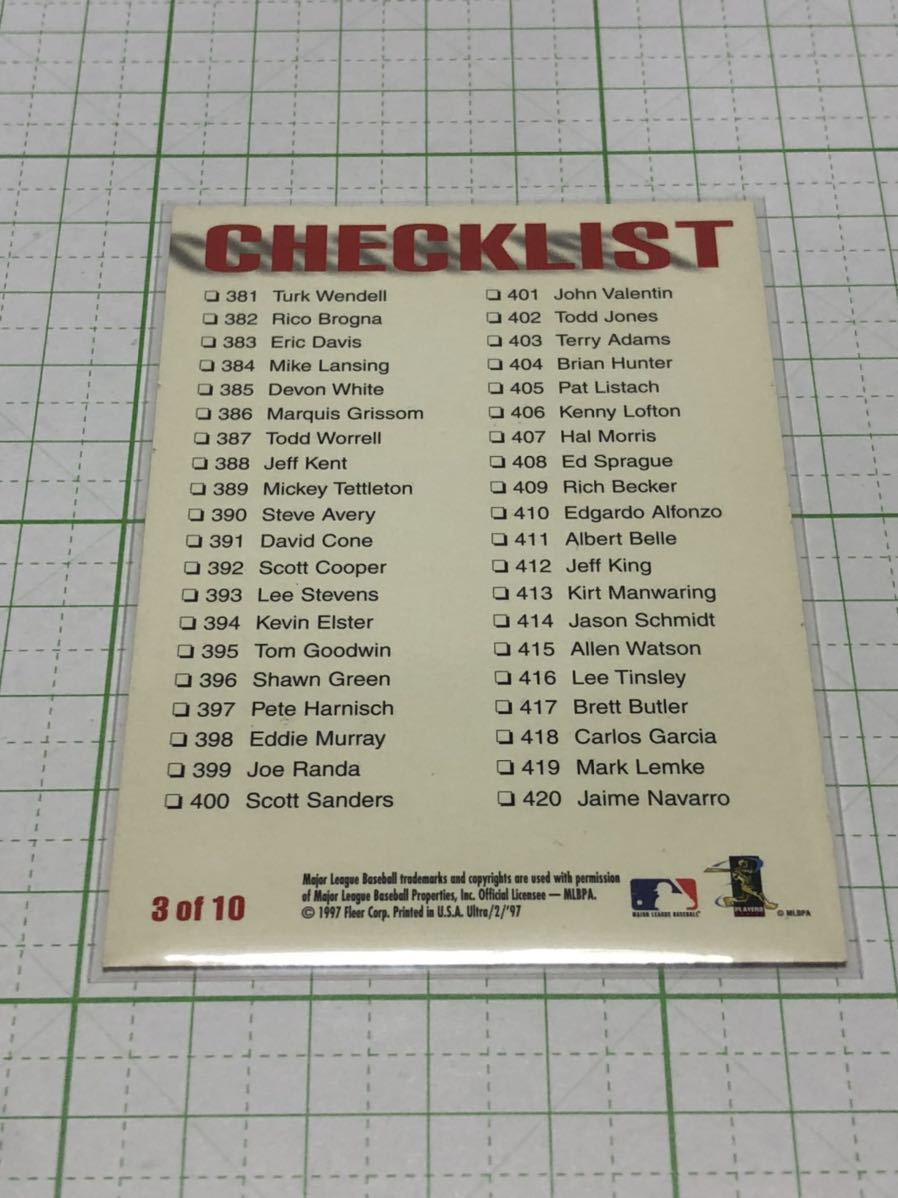 CHECKLIST
❏ 381 Turk Wendell
❏ 382 Rico Brogna
❏ 383 Eric Davis
❏ 384 Mike Lansing
❏ 385 Devon White
❏ 386 Marquis Grissom
❏ 387 Todd Worrell
❏ 388 Jeff Kent
❏ 389 Mickey Tettleton
❏ 390 Steve Avery
❏ 391 David Cone
❏ 392 Scott Cooper
❏ 393 Lee Stevens
❏ 394 Kevin Elster
❏ 395 Tom Goodwin
❏ 396 Shawn Green
❏ 397 Pete Harnisch
❏ 398 Eddie Murray
❏ 399 Joe Randa
❏ 400 Scott Sanders
❏ 401 John Valentin
❏ 402 Todd Jones
❏ 403 Terry Adams
❏ 404 Brian Hunter
❏ 405 Pat Listach
❏ 406 Kenny Lofton
❏ 407 Hal Morris
❏ 408 Ed Sprague
❏ 409 Rich Becker
❏ 410 Edgardo Alfonzo
❏ 411 Albert Belle
❏ 412 Jeff King
❏ 413 Kirt Manwaring
❏ 414 Jason Schmidt
❏ 415 Allen Watson
❏ 416 Lee Tinsley
❏ 417 Brett Butler
❏ 418 Carlos Garcia
❏ 419 Mark Lemke
❏ 420 Jaime Navarro
3 of 10
Major League Baseball trademarks and copyrights are used with permission
of Major League Baseball Properties, Inc. Official Licensee — MLBPA.
© 1997 Fleer Corp. Printed in U.S.A. Ultra/2/'97
MAJOR LEAGUE BASEBALL
PLAYERS
© MLBPA